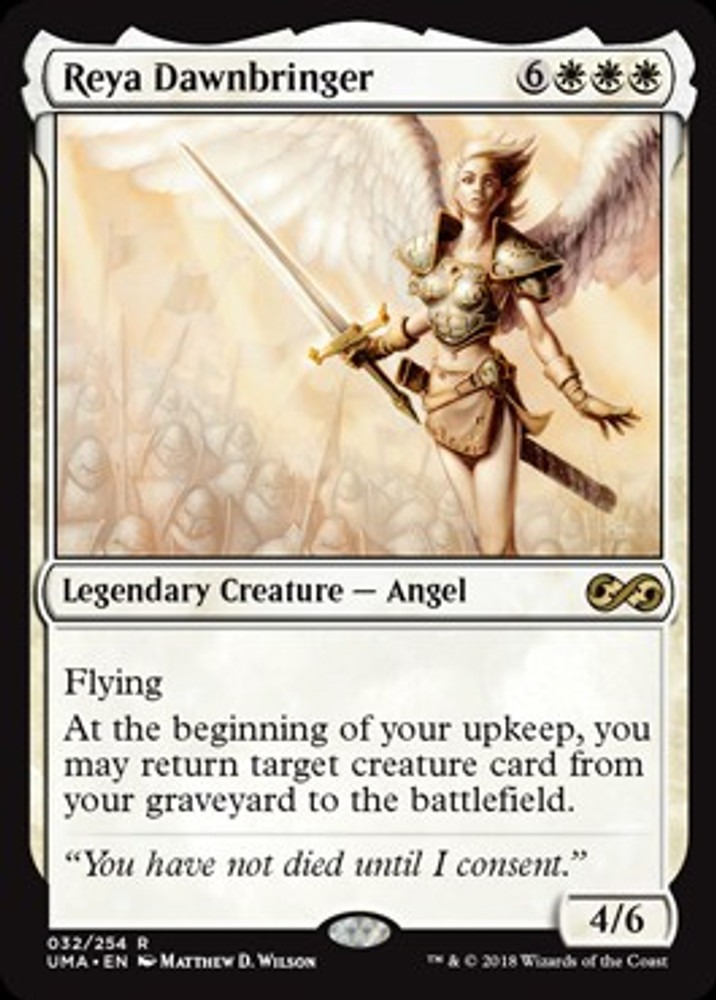 Reya Dawnbringer 6
Legendary Creature — Angel
Flying
At the beginning of your upkeep, you
may return target creature card from
your graveyard to the battlefield.
“You have not died until I consent.”
4/6
032/254 R
UMA • EN Matthew D. Wilson
™ & © 2018 Wizards of the Coast